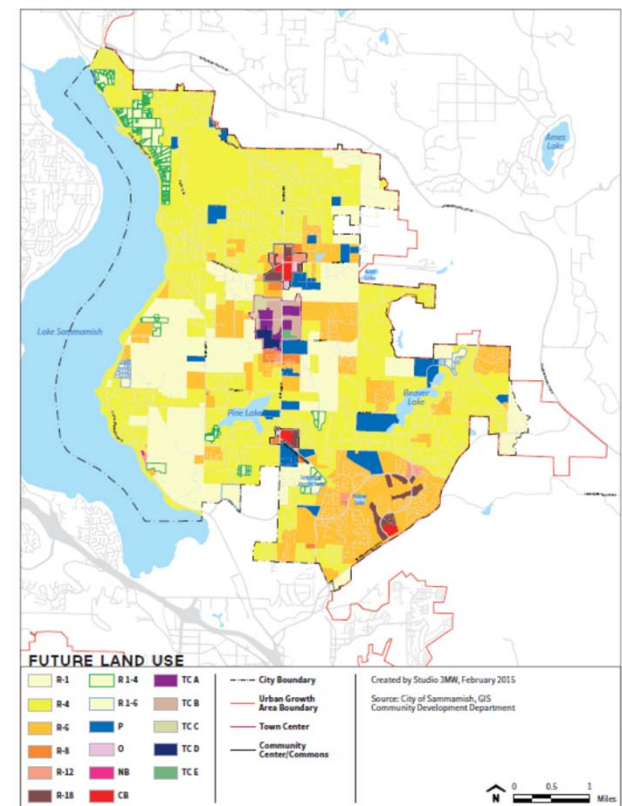 Ames
Lake
Lake Sammamish
Pine Lake
Beaver
Lake
FUTURE LAND USE
R-1
R-4
R-6
R-8
R-12
R-18
R 1-4
R 1-6
P
O
NB
CB
TC A
TC B
TC C
TC D
TC E
City Boundary
Urban Growth
Area Boundary
Town Center
Community
Center/Commons
Created by Studio 3MW, February 2015
Source: City of Sammamish, GIS
Community Development Department
N
0 0.5 1
Miles